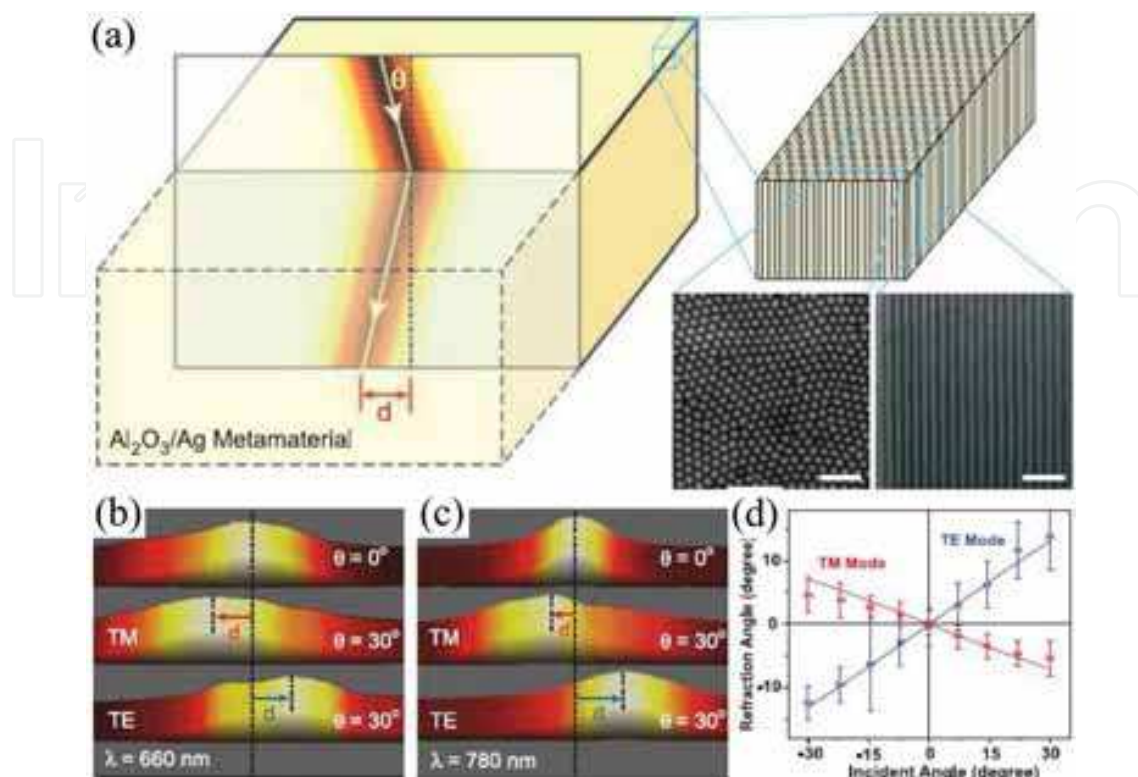 (a)
θ
d
Al₂O₃/Ag Metamaterial
(b)
θ = 0°
TM
d
θ = 30°
TE
d
θ = 30°
λ = 660 nm
(c)
θ = 0°
TM
d
θ = 30°
TE
d
θ = 30°
λ = 780 nm
(d)
TE Mode
TM Mode
Refraction Angle (degree)
10
0
-10
-30 -15 0 15 30
Incident Angle (degree)